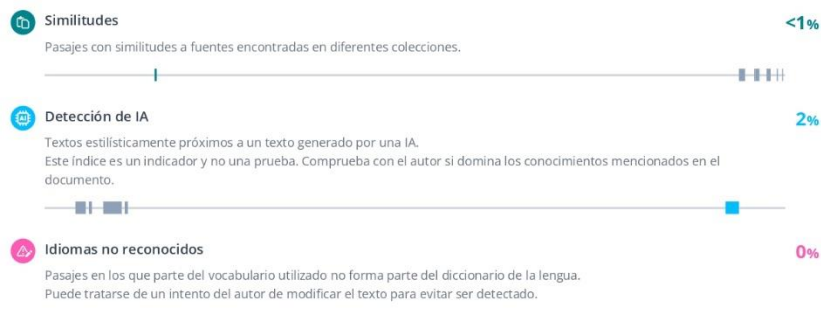 Similitudes
<1%
Pasajes con similitudes a fuentes encontradas en diferentes colecciones.
AI
Detección de IA
2%
Textos estilísticamente próximos a un texto generado por una IA.
Este índice es un indicador y no una prueba. Comprueba con el autor si domina los conocimientos mencionados en el
documento.
Idiomas no reconocidos
0%
Pasajes en los que parte del vocabulario utilizado no forma parte del diccionario de la lengua.
Puede tratarse de un intento del autor de modificar el texto para evitar ser detectado.